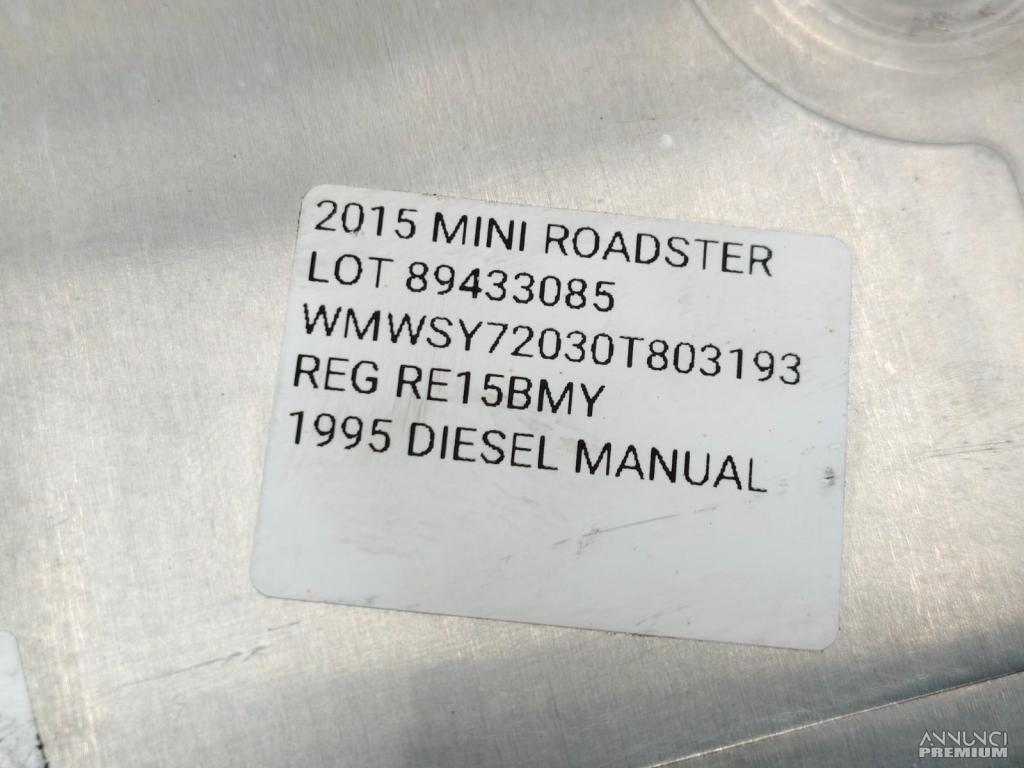 2015 MINI ROADSTER
LOT 89433085
WMWSY72030T803193
REG RE15BMY
1995 DIESEL MANUAL
ANNUNCI
PREMIUM